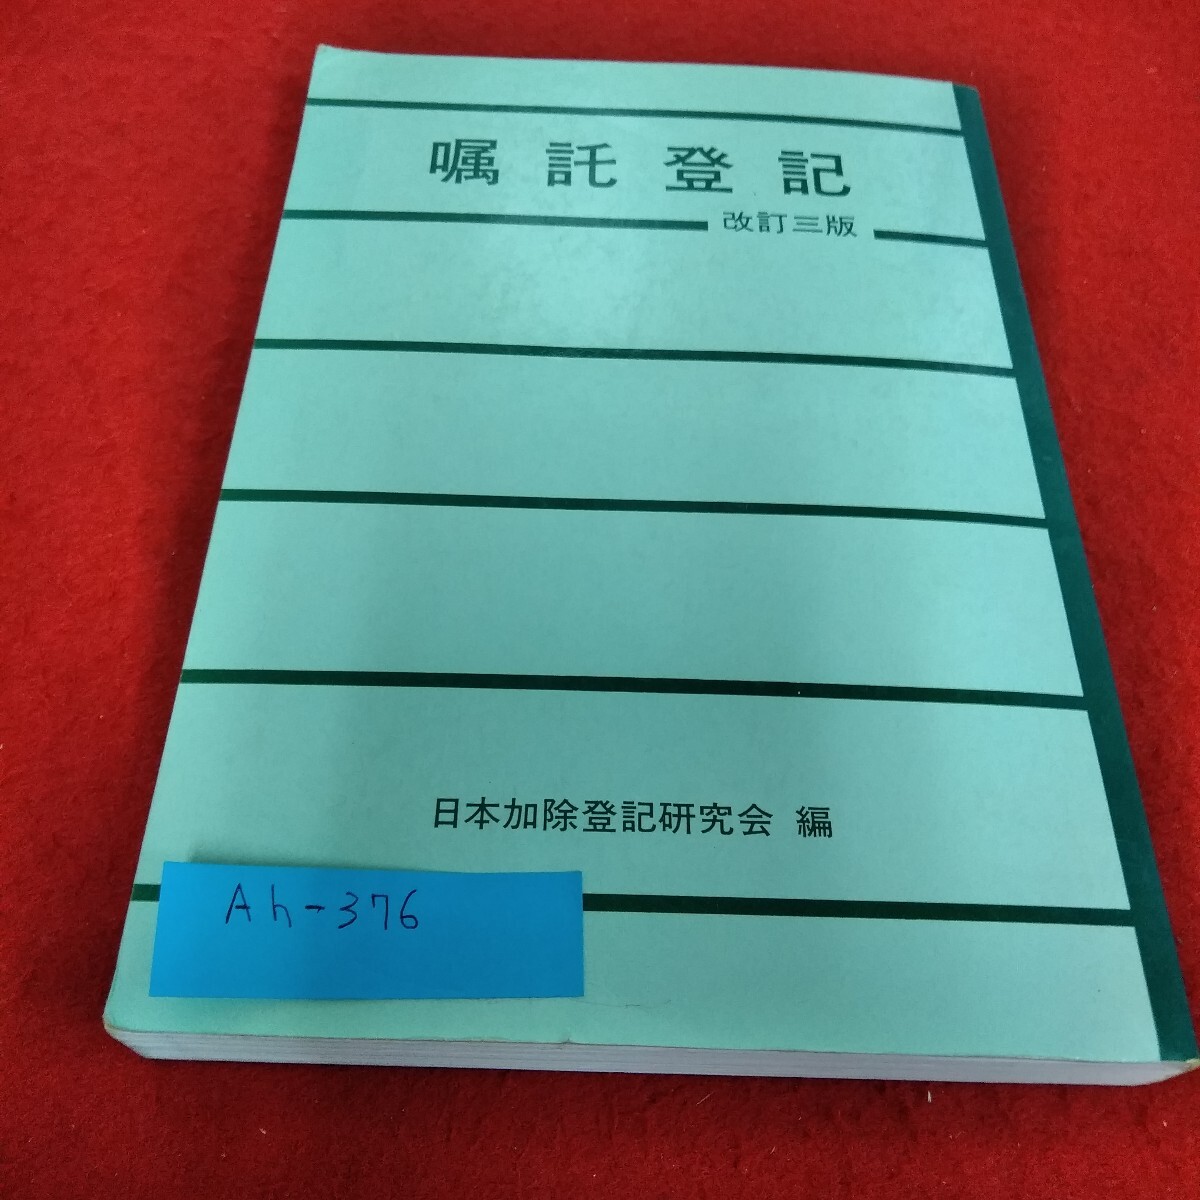 嘱託登記
改訂三版
日本加除登記研究会 編
Ah-376